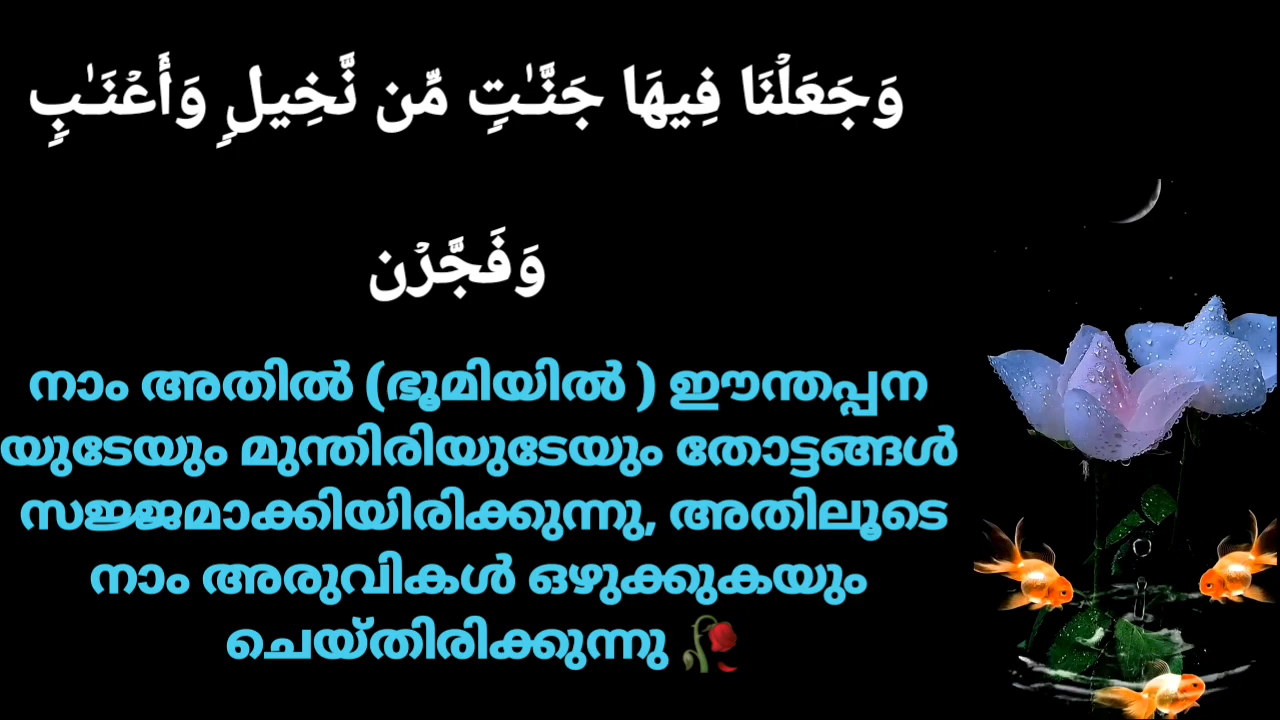 وَجَعَلْنَا فِيهَا جَنَّـٰتٍ مِّن نَّخِيلٍ وَأَعْنَـٰبٍ
وَفَجَّرْن
നാം അതിൽ (ഭൂമിയിൽ ) ഈന്തപ്പന
യുടേയും മുന്തിരിയുടേയും തോട്ടങ്ങൾ
സജ്ജമാക്കിയിരിക്കുന്നു, അതിലൂടെ
നാം അരുവികൾ ഒഴുക്കുകയും
ചെയ്തിരിക്കുന്നു 🥀